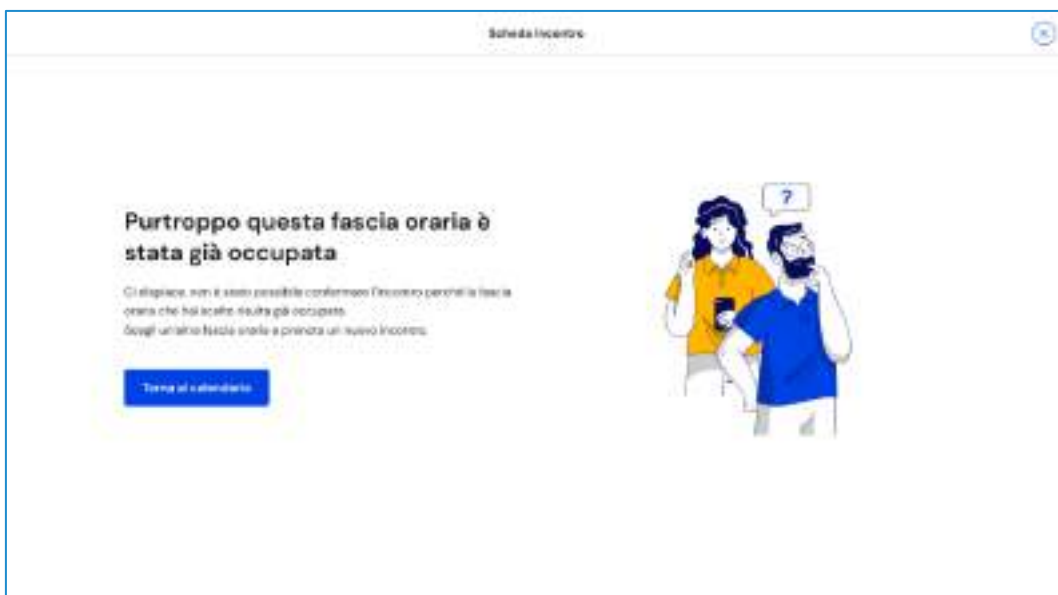 Scheda Incontro
?
Purtroppo questa fascia oraria è
stata già occupata
Ci dispiace, non è stato possibile confermare l'incontro perché la fascia
oraria che hai scelto risulta già occupata.
Scegli un'altra fascia oraria e prenota un nuovo incontro.
Torna al calendario